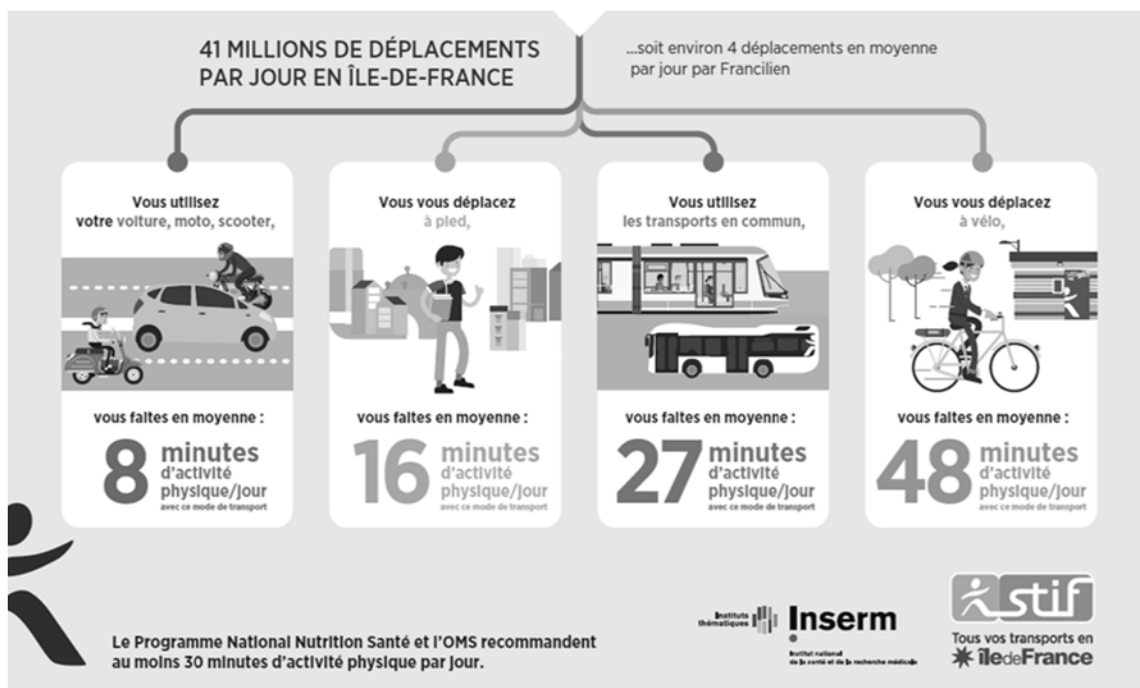 41 MILLIONS DE DÉPLACEMENTS
PAR JOUR EN ÎLE-DE-FRANCE
...soit environ 4 déplacements en moyenne
par jour par Francilien
Vous utilisez
votre voiture, moto, scooter,
vous faites en moyenne :
8 minutes
d'activité
physique/jour
avec ce mode de transport
Vous vous déplacez
à pied,
vous faites en moyenne :
16 minutes
d'activité
physique/jour
avec ce mode de transport
Vous utilisez
les transports en commun,
vous faites en moyenne :
27 minutes
d'activité
physique/jour
avec ce mode de transport
Vous vous déplacez
à vélo,
vous faites en moyenne :
48 minutes
d'activité
physique/jour
avec ce mode de transport
Le Programme National Nutrition Santé et l'OMS recommandent
au moins 30 minutes d'activité physique par jour.
Instituts
thématiques
Inserm
Institut national
de la santé et de la recherche médicale
stif
Tous vos transports en
îledeFrance